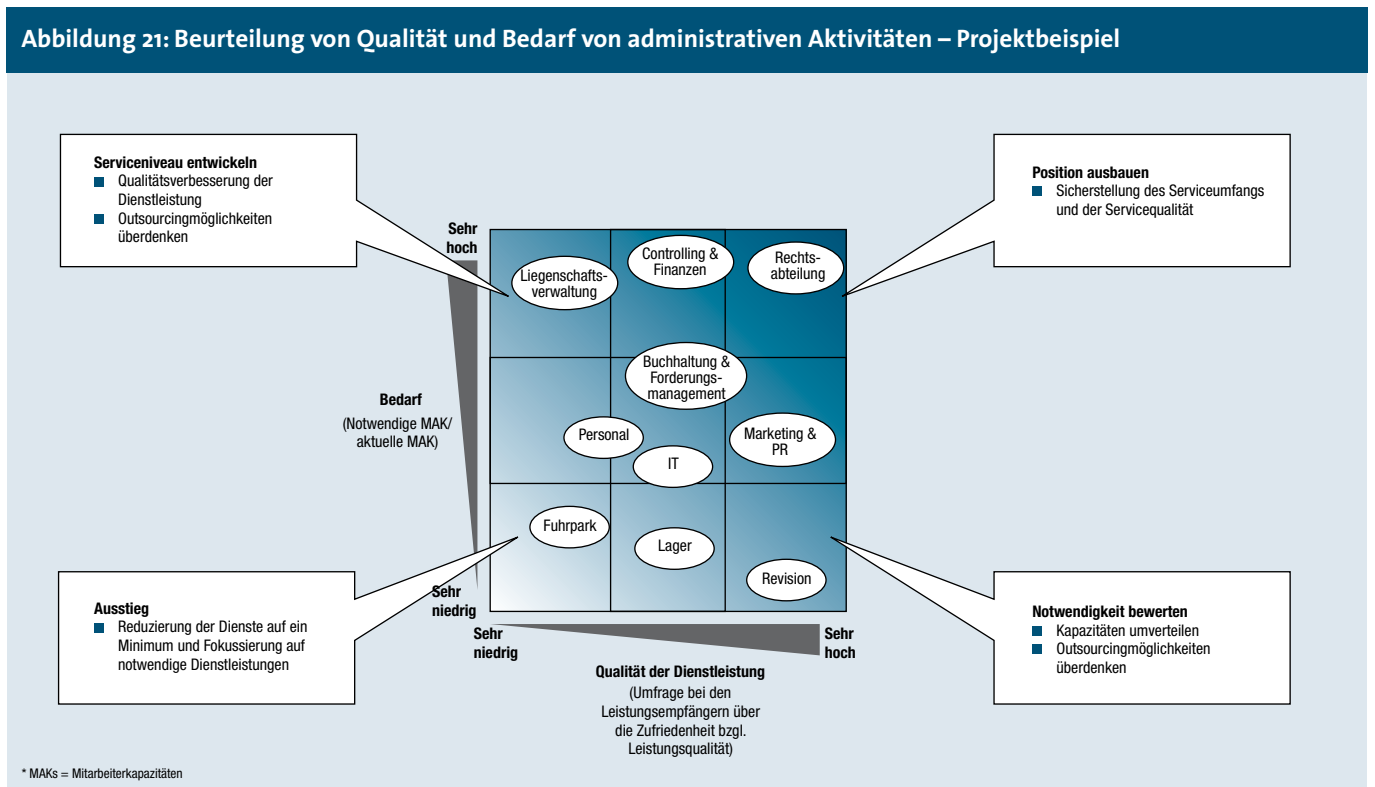 Abbildung 21: Beurteilung von Qualität und Bedarf von administrativen Aktivitäten – Projektbeispiel
Serviceniveau entwickeln
■ Qualitätsverbesserung der
Dienstleistung
■ Outsourcingmöglichkeiten
überdenken
Position ausbauen
■ Sicherstellung des Serviceumfangs
und der Servicequalität
Sehr
hoch
Bedarf
(Notwendige MAK/
aktuelle MAK)
Sehr
niedrig
Liegenschafts-
verwaltung
Controlling &
Finanzen
Rechts-
abteilung
Buchhaltung &
Forderungs-
management
Personal
IT
Marketing &
PR
Fuhrpark
Lager
Revision
Ausstieg
■ Reduzierung der Dienste auf ein
Minimum und Fokussierung auf
notwendige Dienstleistungen
Notwendigkeit bewerten
■ Kapazitäten umverteilen
■ Outsourcingmöglichkeiten
überdenken
Sehr
niedrig
Sehr
hoch
Qualität der Dienstleistung
(Umfrage bei den
Leistungsempfängern über
die Zufriedenheit bzgl.
Leistungsqualität)
* MAKs = Mitarbeiterkapazitäten